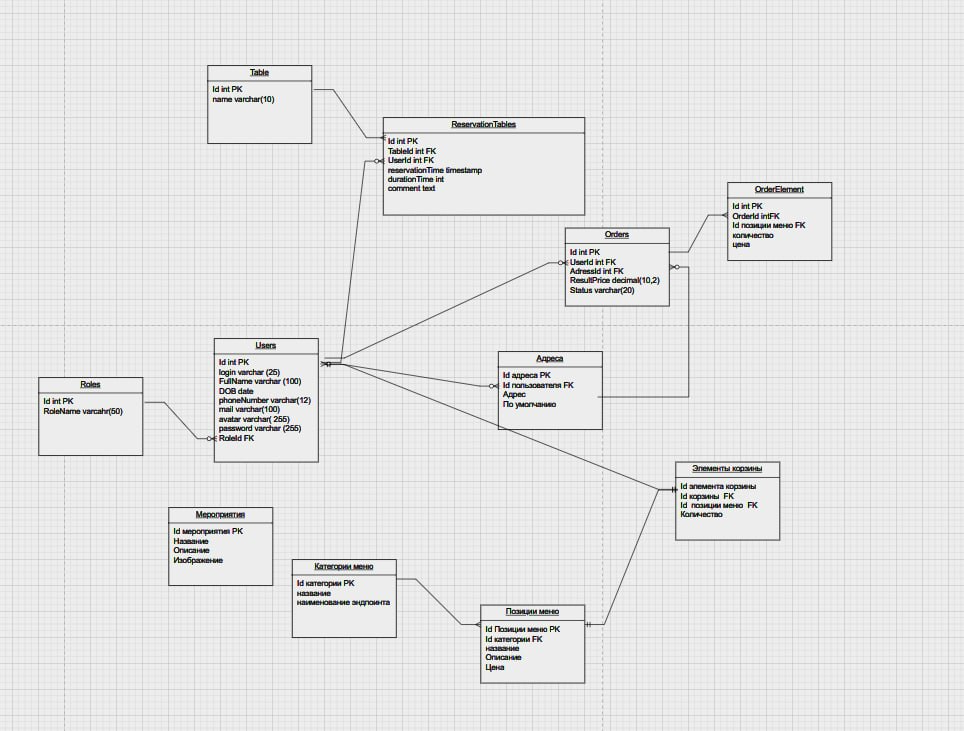 Table
Id int PK
name varchar(10)
ReservationTables
Id int PK
TableId int FK
UserId int FK
reservationTime timestamp
durationTime int
comment text
OrderElement
Id int PK
OrderId intFK
Id позиции меню FK
количество
цена
Orders
Id int PK
UserId int FK
AdressId int FK
ResultPrice decimal(10,2)
Status varchar(20)
Users
Id int PK
login varchar (25)
FullName varchar (100)
DOB date
phoneNumber varchar(12)
mail varchar(100)
avatar varchar( 255)
password varchar (255)
RoleId FK
Адреса
Id адреса PK
Id пользователя FK
Адрес
По умолчанию
Roles
Id int PK
RoleName varcahr(50)
Элементы корзины
Id элемента корзины
Id корзины  FK
Id  позиции меню  FK
Количество
Мероприятия
Id мероприятия PK
Название
Описание
Изображение
Категории меню
Id категории PK
название
наименование эндпоинта
Позиции меню
Id Позиции меню PK
Id категории FK
название
Описание
Цена